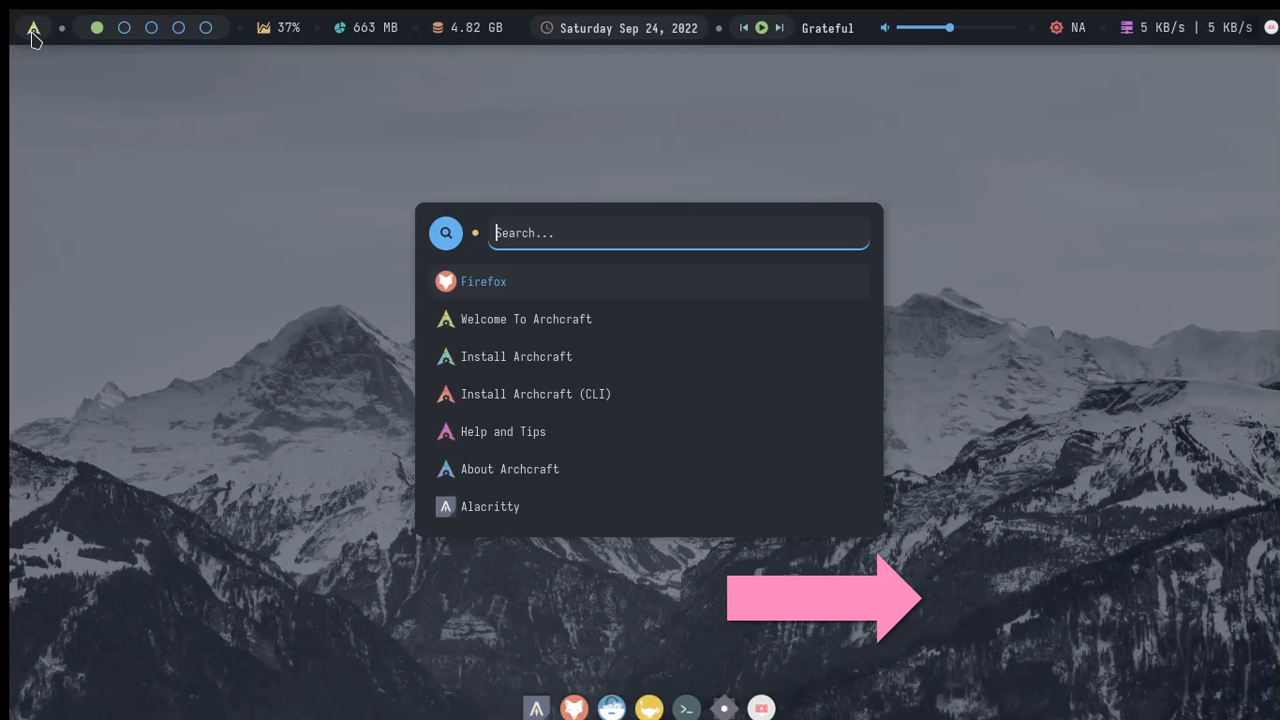 37% 663 MB 4.82 GB Saturday Sep 24, 2022 Grateful NA 5 KB/s | 5 KB/s
Search...
Firefox
Welcome To Archcraft
Install Archcraft
Install Archcraft (CLI)
Help and Tips
About Archcraft
Alacritty